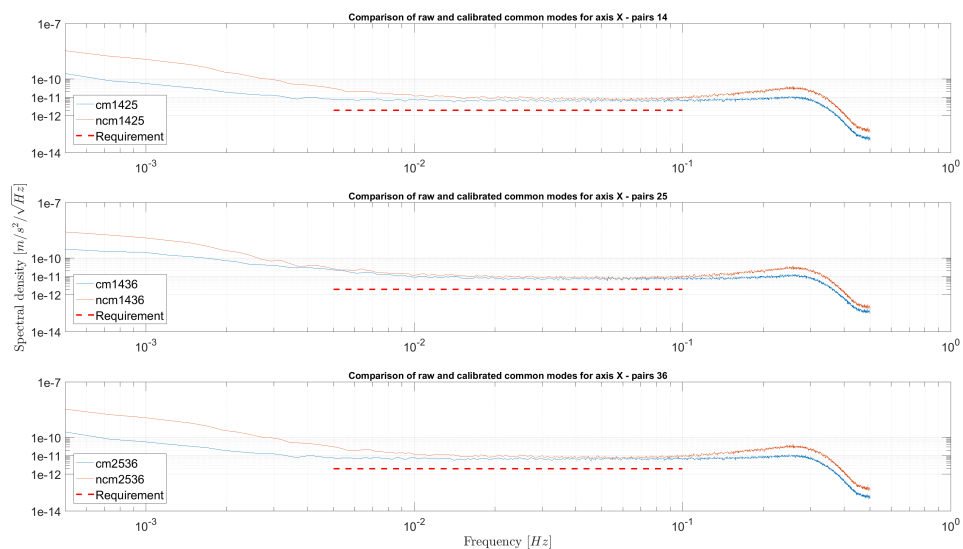 Comparison of raw and calibrated common modes for axis X - pairs 14
1e-7
1e-10
1e-11
1e-12
1e-14
cm1425
ncm1425
Requirement
10^-3
10^-2
10^-1
10^0
Comparison of raw and calibrated common modes for axis X - pairs 25
1e-7
1e-10
1e-11
1e-12
1e-14
cm1436
ncm1436
Requirement
10^-3
10^-2
10^-1
10^0
Spectral density [m/s^2/√Hz]
Comparison of raw and calibrated common modes for axis X - pairs 36
1e-7
1e-10
1e-11
1e-12
1e-14
cm2536
ncm2536
Requirement
10^-3
10^-2
10^-1
10^0
Frequency [Hz]